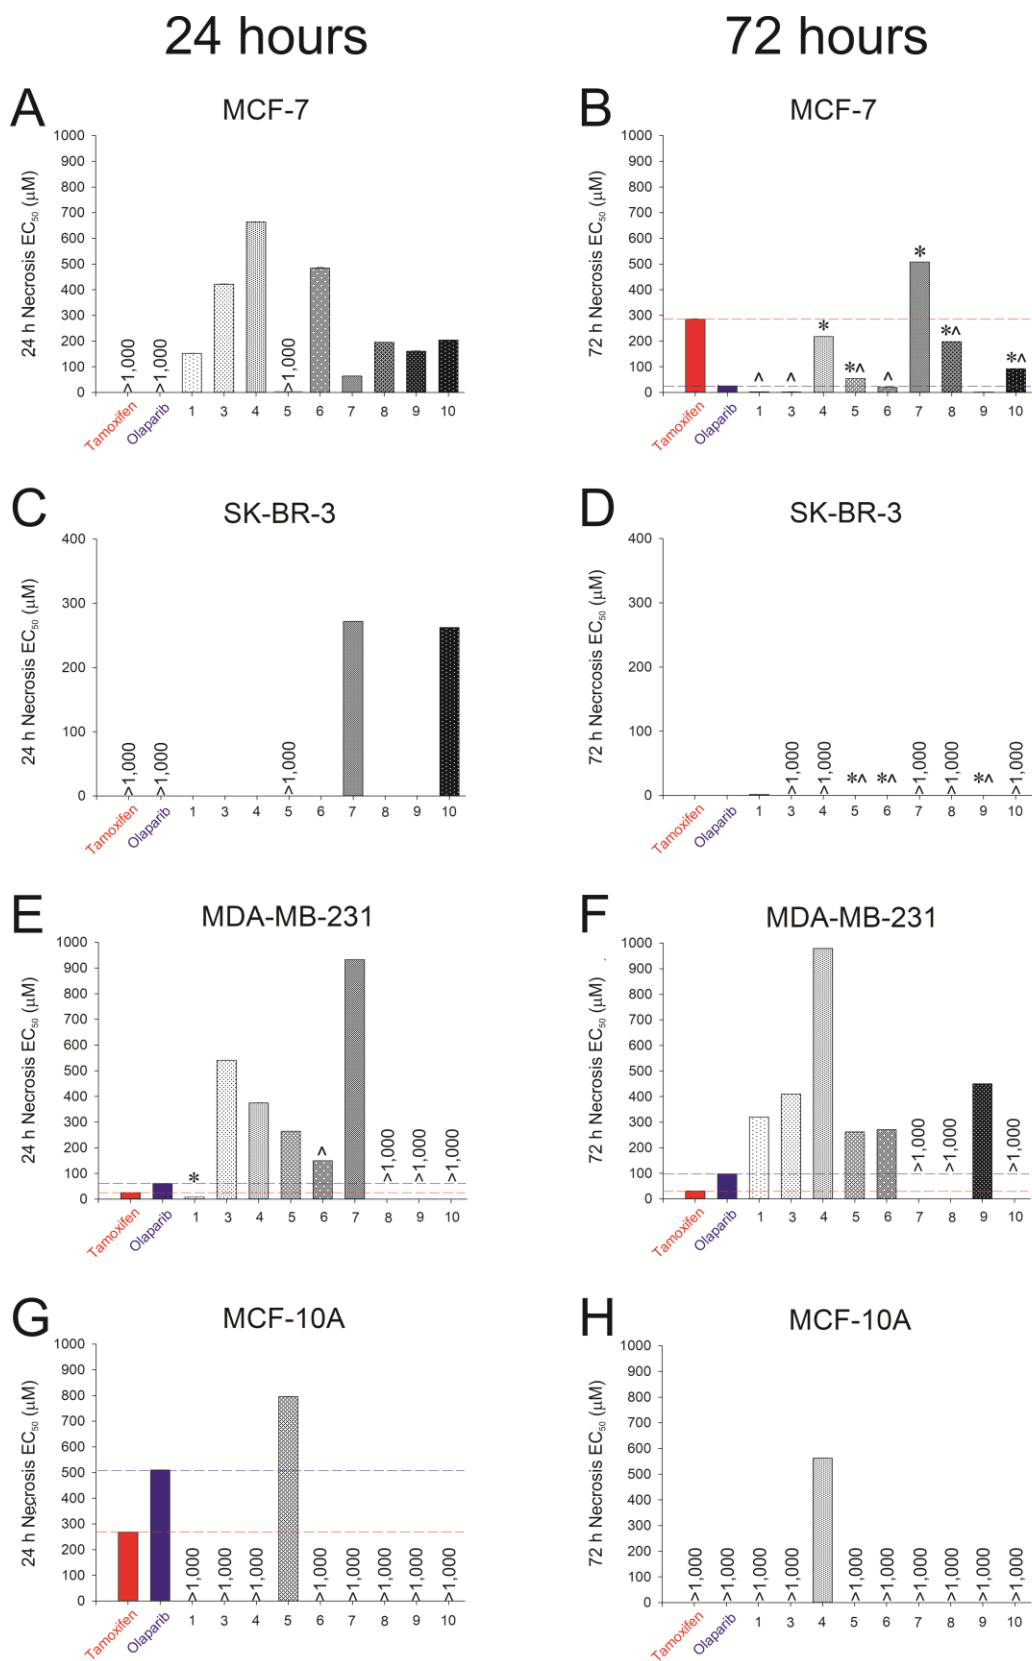 24 hours
72 hours
A
MCF-7
24 h Necrosis EC50 (µM)
1000
900
800
700
600
500
400
300
200
100
0
>1,000
>1,000
>1,000
Tamoxifen
Olaparib
1 3 4 5 6 7 8 9 10
B
MCF-7
72 h Necrosis EC50 (µM)
1000
900
800
700
600
500
400
300
200
100
0
^ ^ * *^ ^ * *^ *^
Tamoxifen
Olaparib
1 3 4 5 6 7 8 9 10
C
SK-BR-3
24 h Necrosis EC50 (µM)
400
300
200
100
0
>1,000
>1,000
>1,000
Tamoxifen
Olaparib
1 3 4 5 6 7 8 9 10
D
SK-BR-3
72 h Necrcosis EC50 (µM)
400
300
200
100
0
>1,000
>1,000
*^ *^
>1,000
>1,000
*^
>1,000
Tamoxifen
Olaparib
1 3 4 5 6 7 8 9 10
E
MDA-MB-231
24 h Necrosis EC50 (µM)
1000
900
800
700
600
500
400
300
200
100
0
* ^
>1,000
>1,000
>1,000
Tamoxifen
Olaparib
1 3 4 5 6 7 8 9 10
F
MDA-MB-231
72 h Necrosis EC50 (µM)
1000
900
800
700
600
500
400
300
200
100
0
>1,000
>1,000
>1,000
Tamoxifen
Olaparib
1 3 4 5 6 7 8 9 10
G
MCF-10A
24 h Necrosis EC50 (µM)
1000
900
800
700
600
500
400
300
200
100
0
>1,000
>1,000
>1,000
>1,000
>1,000
>1,000
>1,000
>1,000
Tamoxifen
Olaparib
1 3 4 5 6 7 8 9 10
H
MCF-10A
72 h Necrosis EC50 (µM)
1000
900
800
700
600
500
400
300
200
100
0
>1,000
>1,000
>1,000
>1,000
>1,000
>1,000
>1,000
>1,000
>1,000
>1,000
Tamoxifen
Olaparib
1 3 4 5 6 7 8 9 10